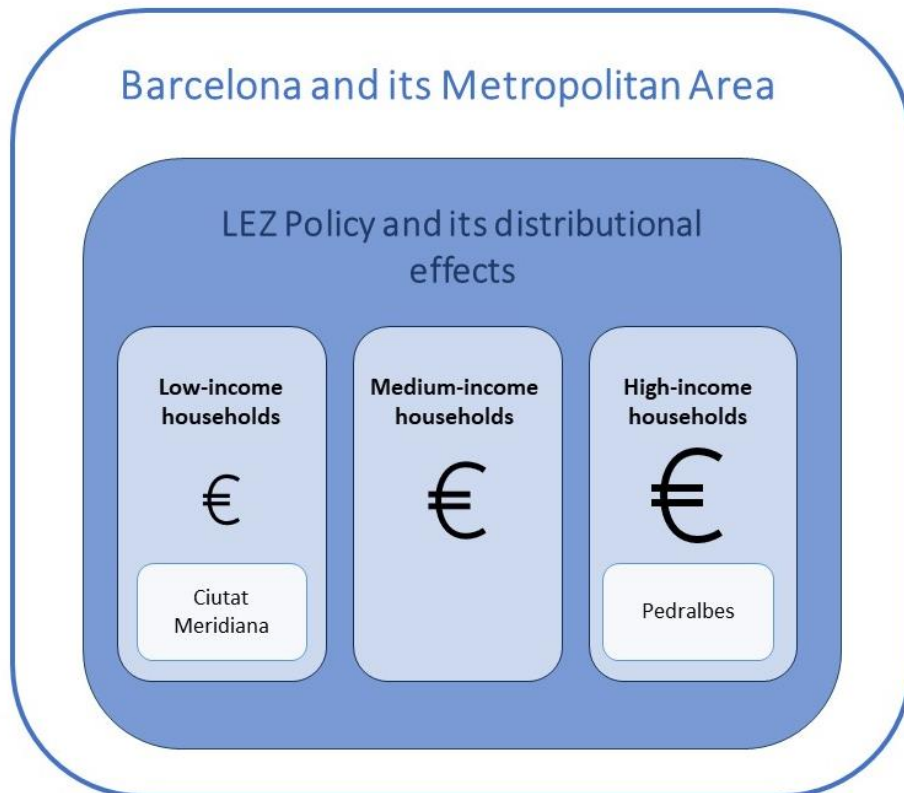 Barcelona and its Metropolitan Area
LEZ Policy and its distributional
effects
Low-income
households
€
Ciutat
Meridiana
Medium-income
households
€
High-income
households
€
Pedralbes